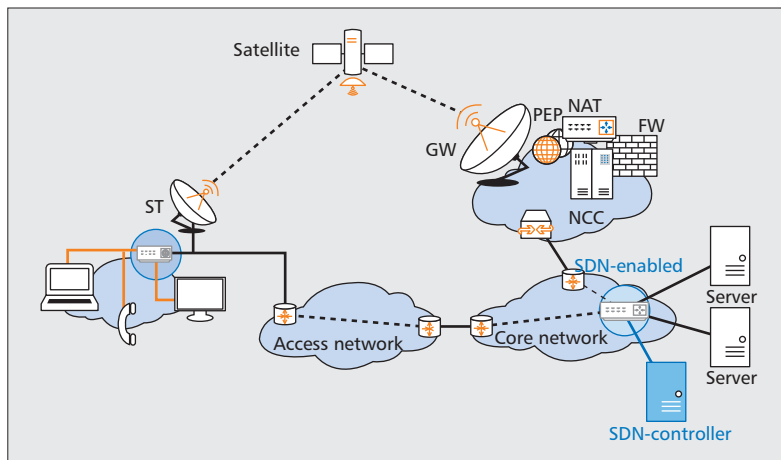 Satellite
PEP
NAT
FW
GW
ST
NCC
SDN-enabled
Server
Access network
Core network
Server
SDN-controller